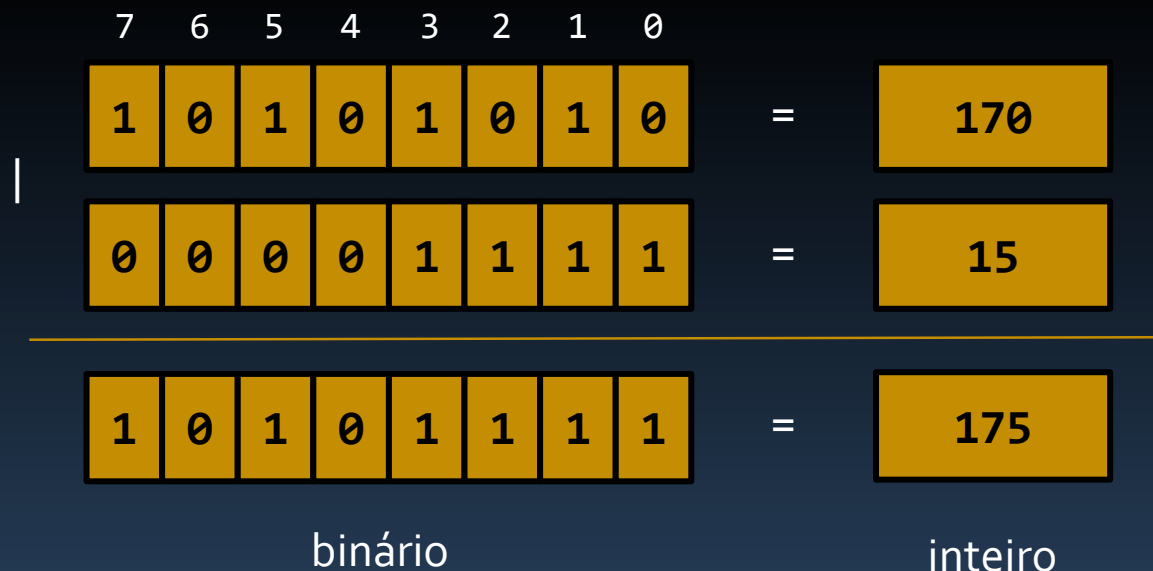 7 6 5 4 3 2 1 0
1 0 1 0 1 0 1 0 = 170
|
0 0 0 0 1 1 1 1 = 15
1 0 1 0 1 1 1 1 = 175
binário inteiro